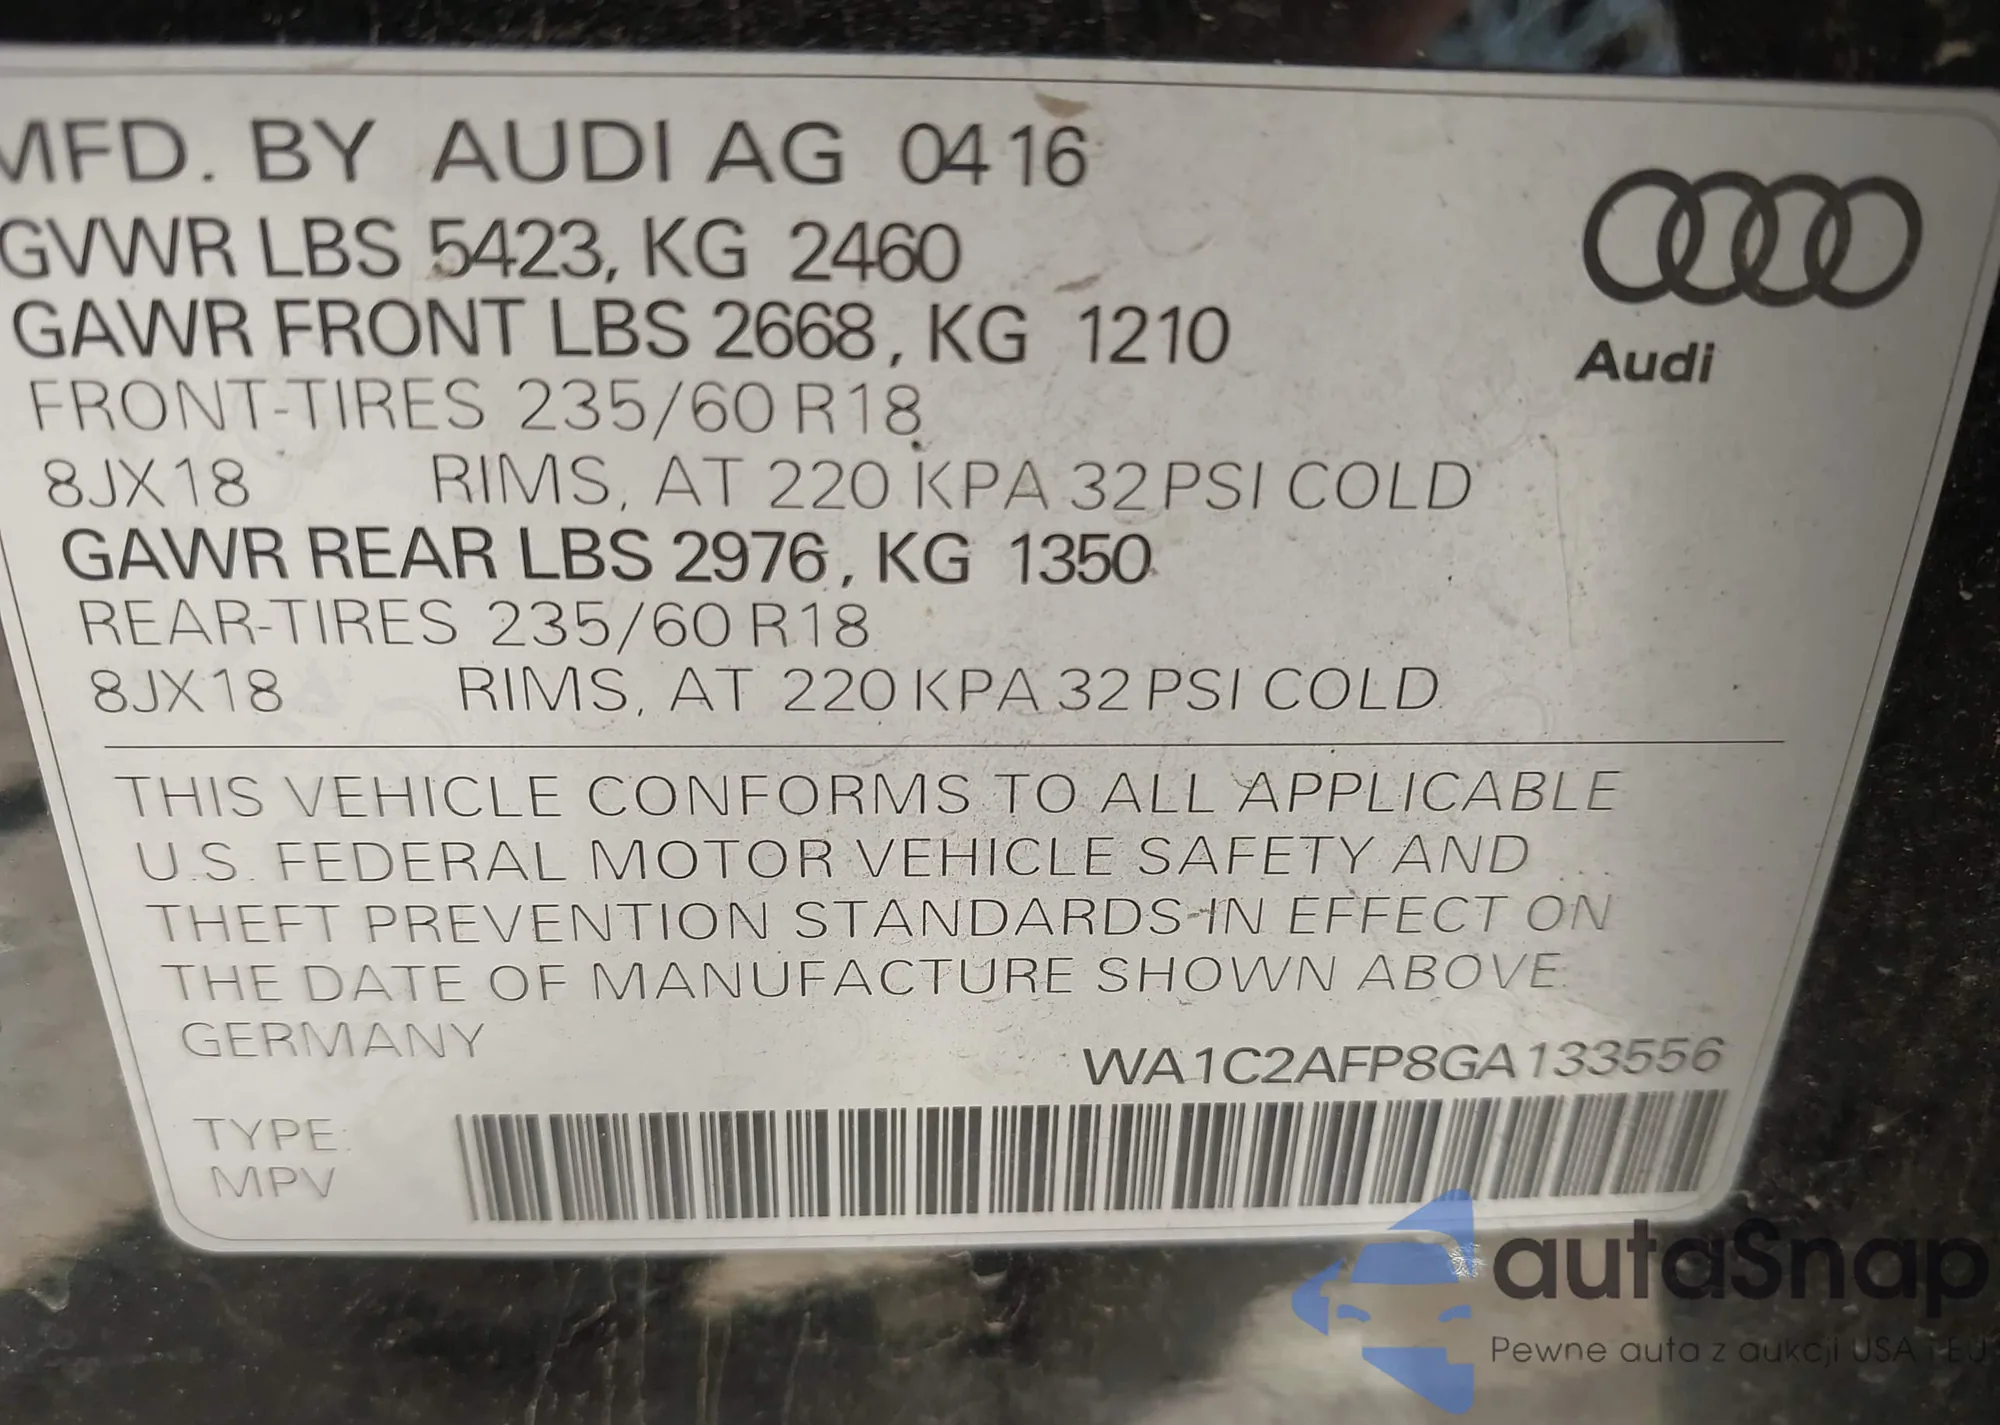 MFD. BY AUDI AG 04 16
GVWR LBS 5423, KG 2460
GAWR FRONT LBS 2668, KG 1210
FRONT-TIRES 235/60 R18
8JX18 RIMS, AT 220 KPA 32 PSI COLD
GAWR REAR LBS 2976, KG 1350
REAR-TIRES 235/60 R18
8JX18 RIMS, AT 220 KPA 32 PSI COLD
Audi
THIS VEHICLE CONFORMS TO ALL APPLICABLE
U.S. FEDERAL MOTOR VEHICLE SAFETY AND
THEFT PREVENTION STANDARDS IN EFFECT ON
THE DATE OF MANUFACTURE SHOWN ABOVE.
GERMANY
WA1C2AFP8GA133556
TYPE:
MPV
autaSnap
Pewne auta z aukcji USA i EU